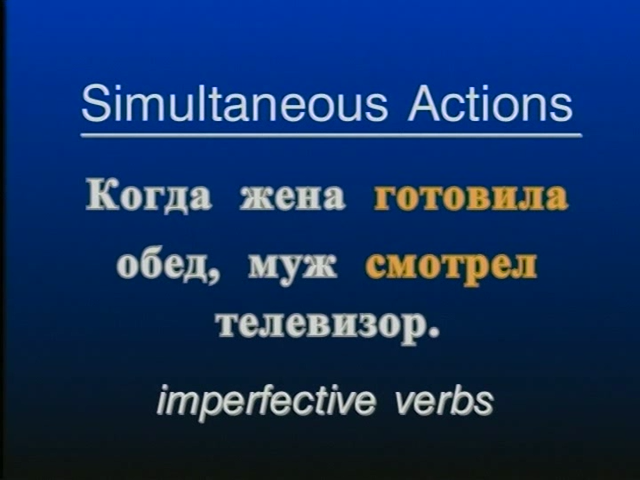 Simultaneous Actions
Когда жена готовила
обед, муж смотрел
телевизор.
imperfective verbs